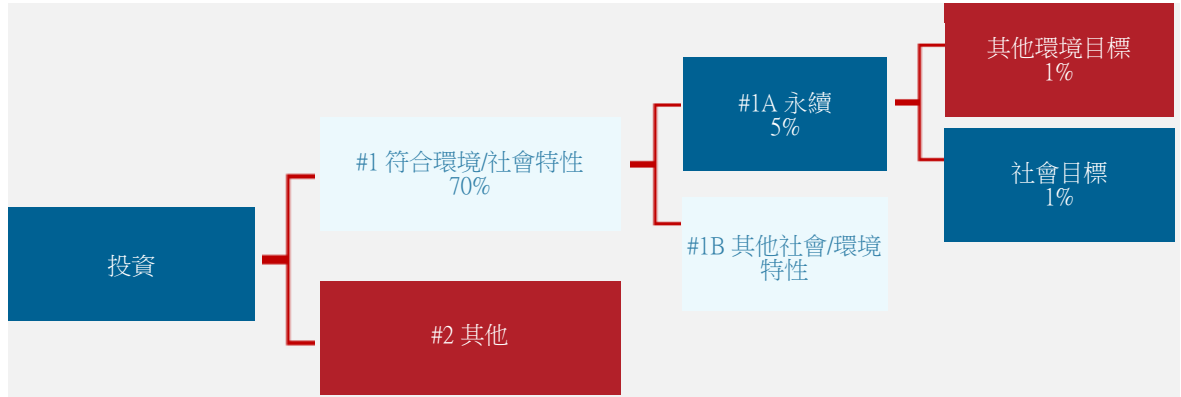 投資
#1 符合環境/社會特性
70%
#2 其他
#1A 永續
5%
#1B 其他社會/環境
特性
其他環境目標
1%
社會目標
1%